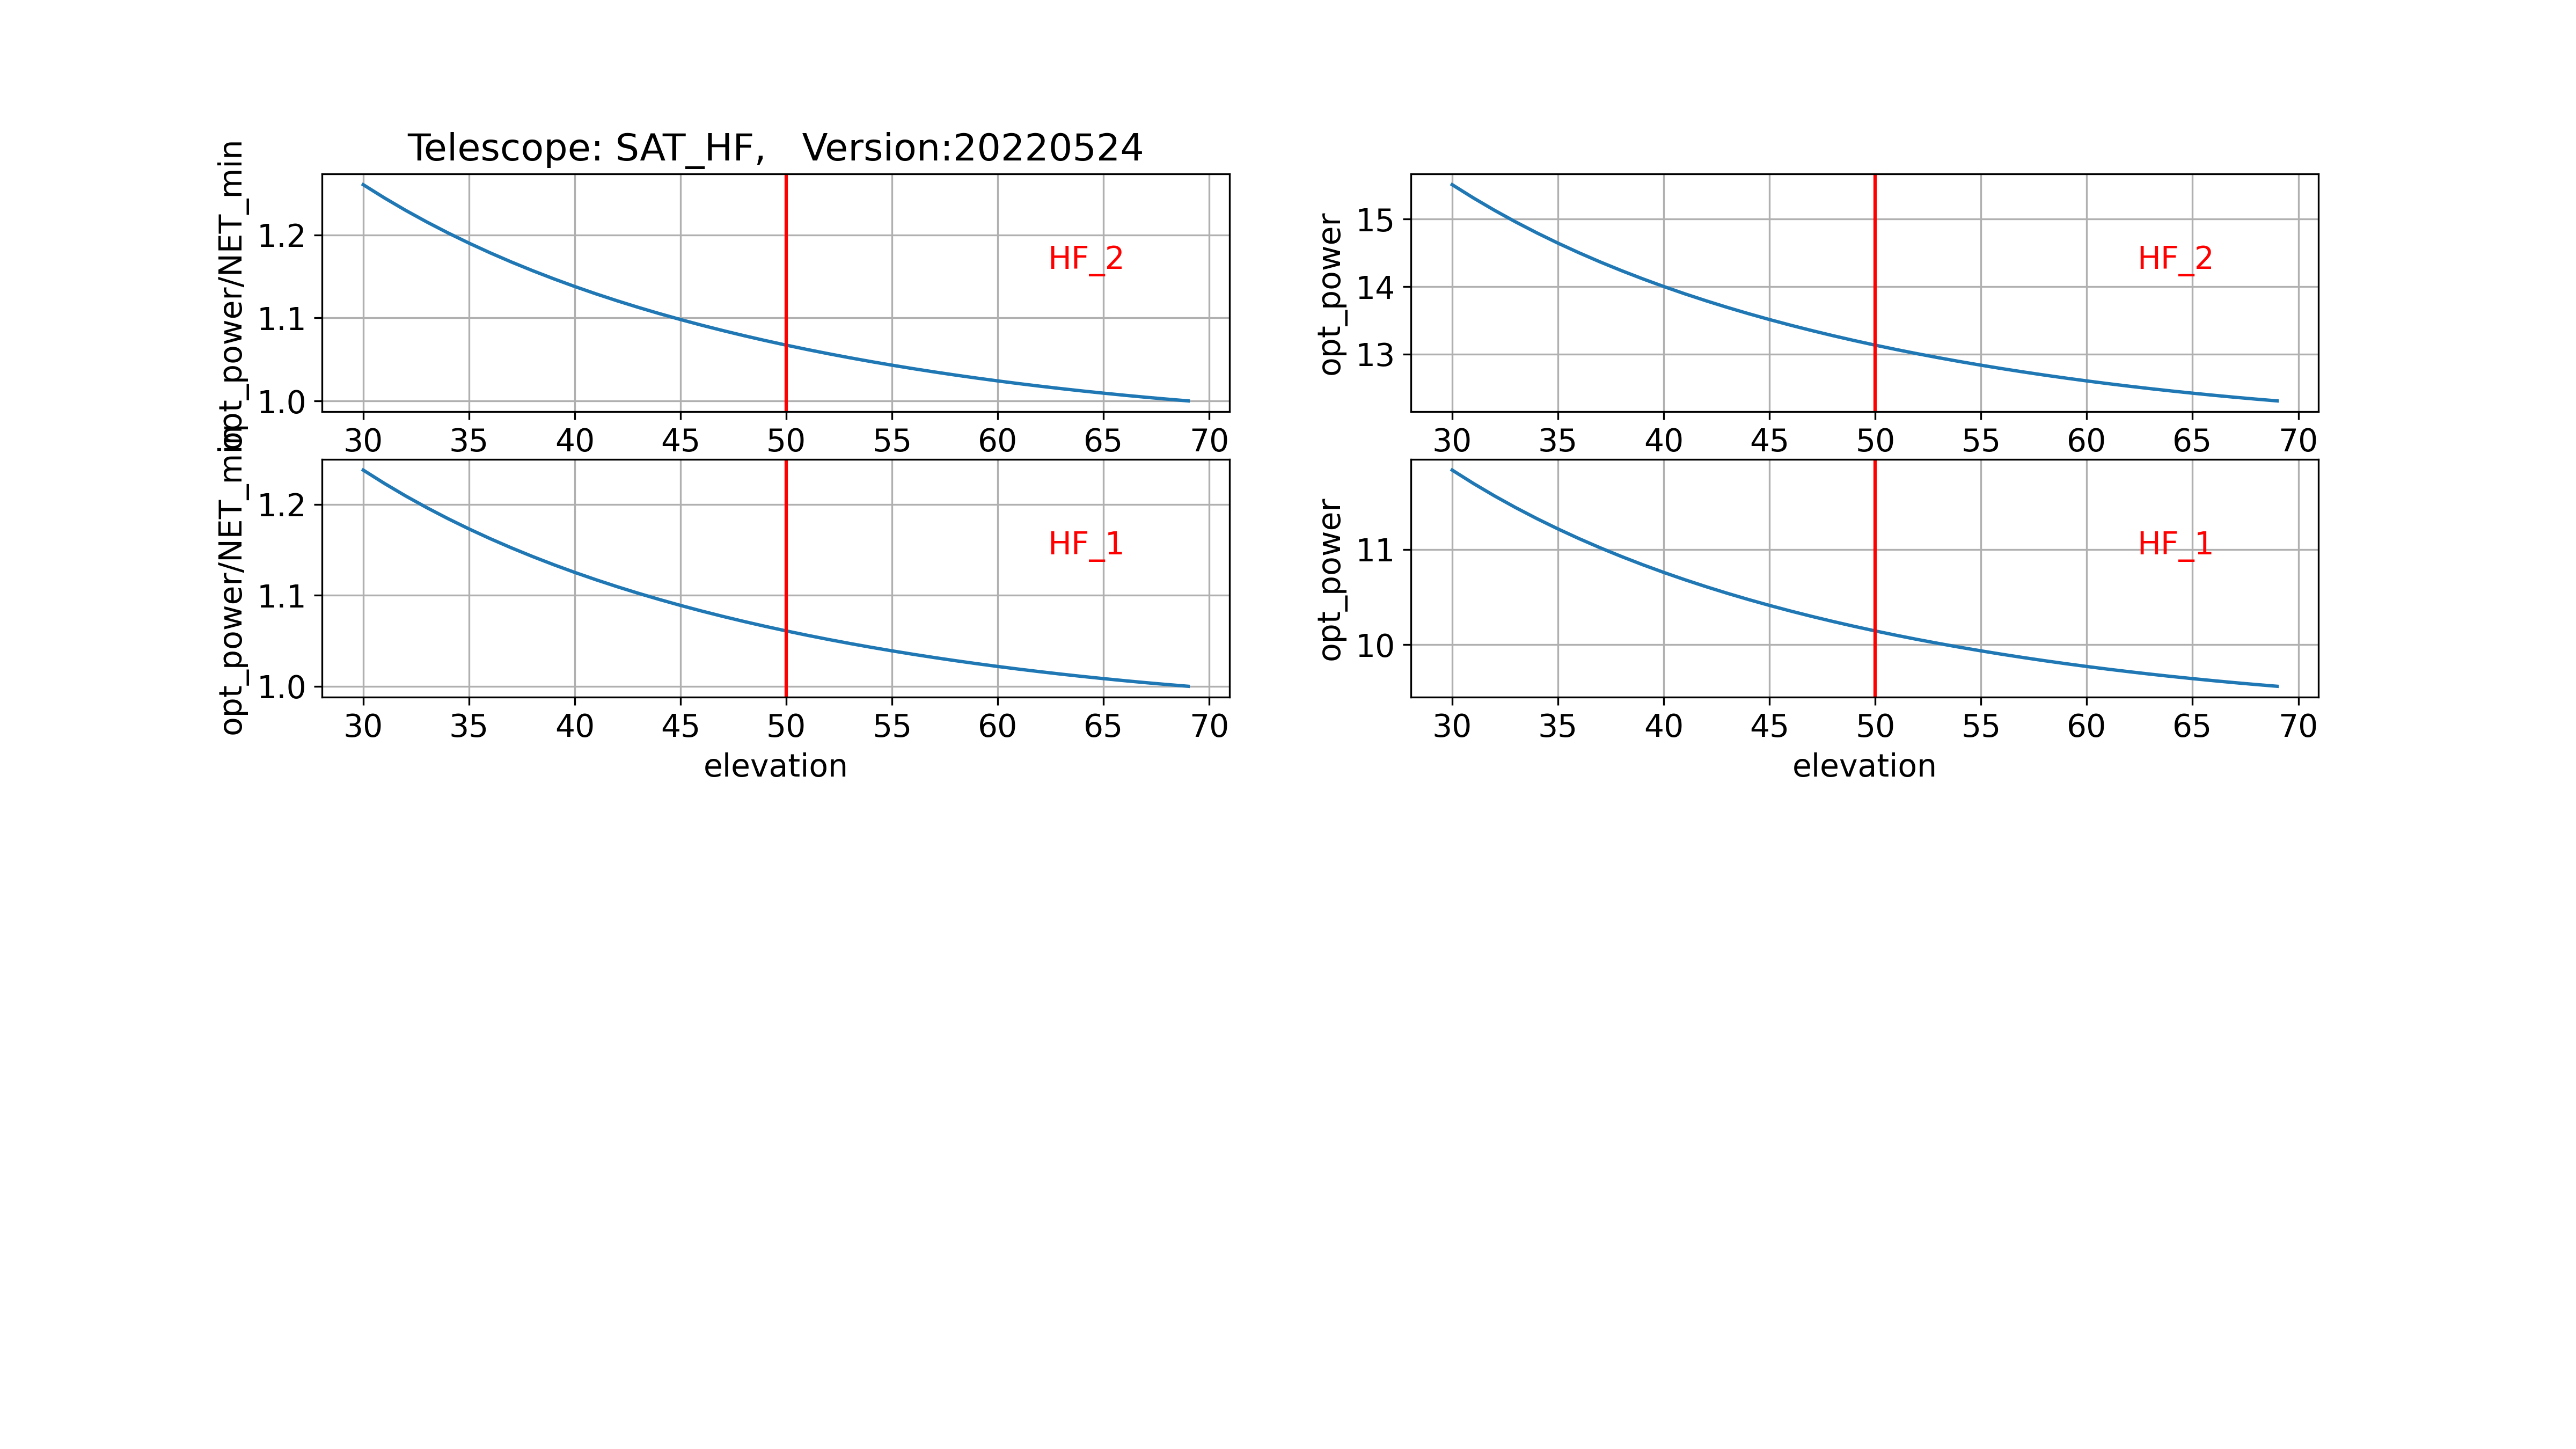 Telescope: SAT_HF,   Version:20220524
opt_power/NET_min
1.2
1.1
1.0
HF_2
30 35 40 45 50 55 60 65 70
opt_power
15
14
13
HF_2
30 35 40 45 50 55 60 65 70
opt_power/NET_min
1.2
1.1
1.0
HF_1
30 35 40 45 50 55 60 65 70
elevation
opt_power
11
10
HF_1
30 35 40 45 50 55 60 65 70
elevation